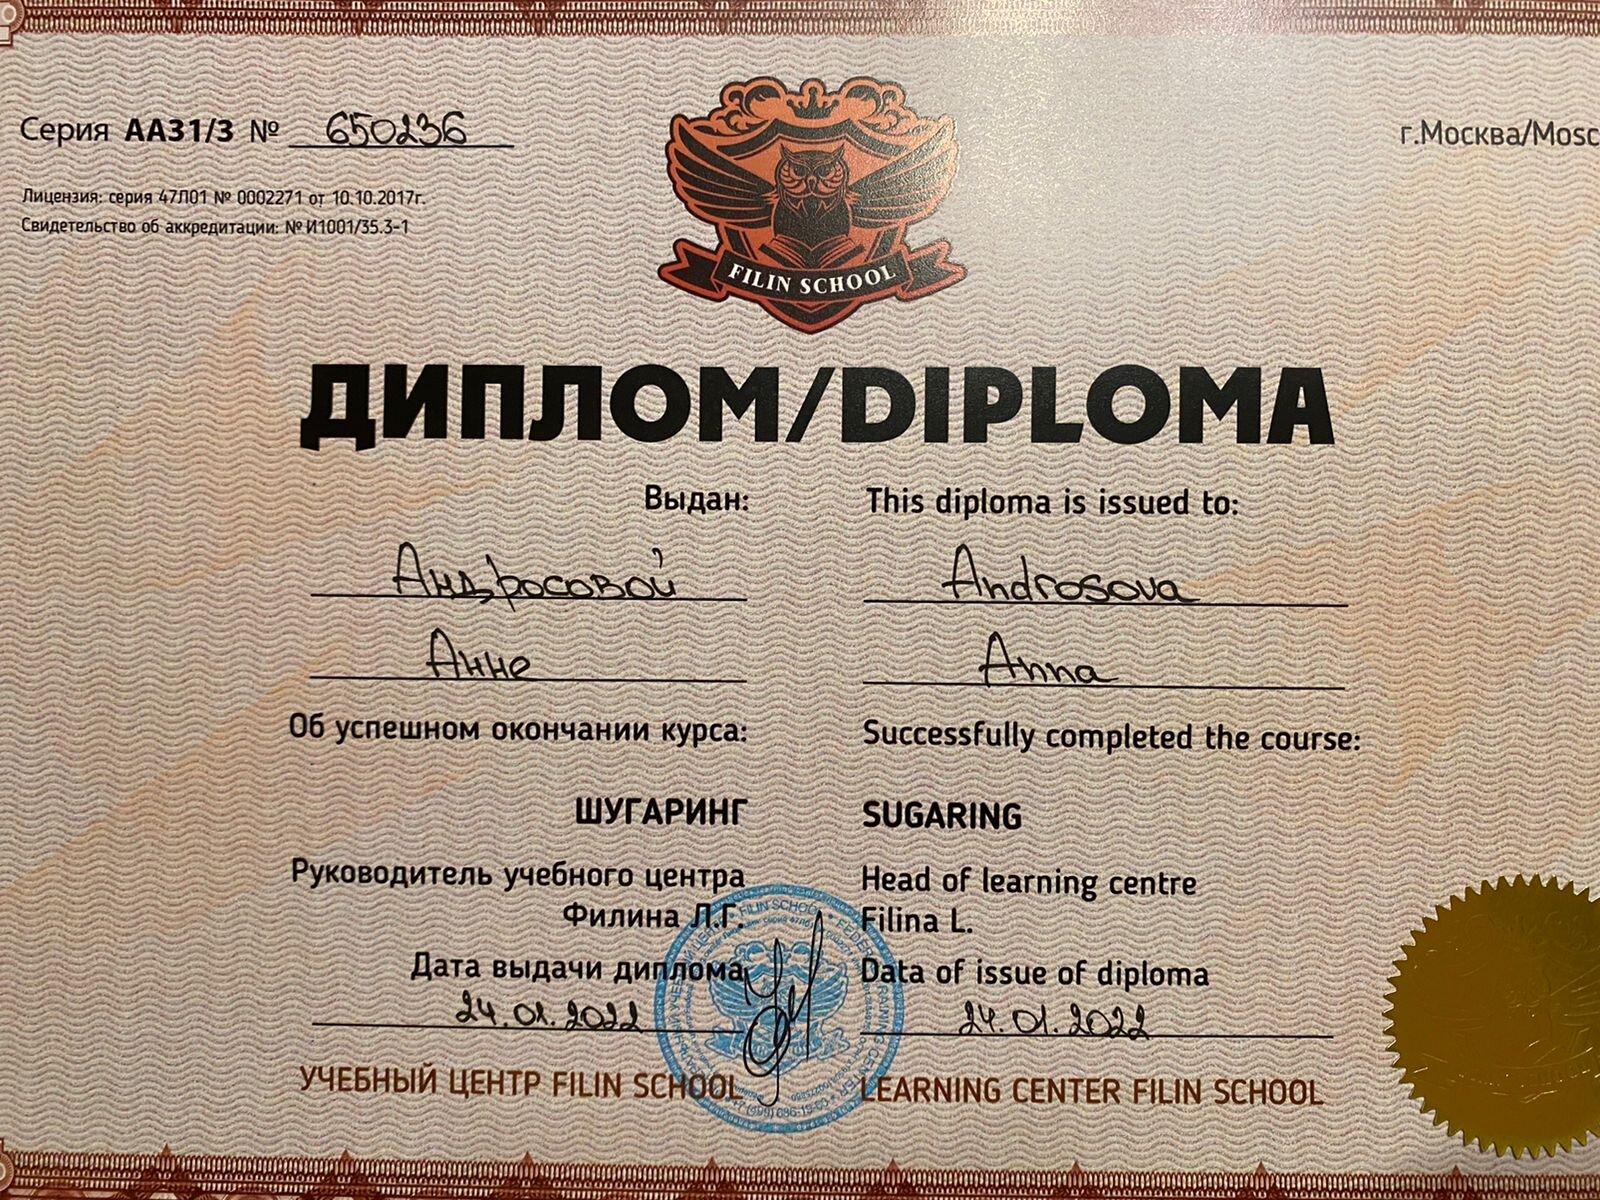 Серия АА31/3 № 650236
г.Москва/Mosc
Лицензия: серия 47Л01 № 0002271 от 10.10.2017г.
Свидетельство об аккредитации: № И1001/35.3-1
FILIN SCHOOL
ДИПЛОМ/DIPLOMA
Выдан:
Андросовой
Анне
Об успешном окончании курса:
ШУГАРИНГ
Руководитель учебного центра
Филина Л.Г.
Дата выдачи диплома
24.01.2022
УЧЕБНЫЙ ЦЕНТР FILIN SCHOOL
This diploma is issued to:
Androsova
Anna
Successfully completed the course:
SUGARING
Head of learning centre
Filina L.
Data of issue of diploma
24.01.2022
LEARNING CENTER FILIN SCHOOL
FILIN SCHOOL